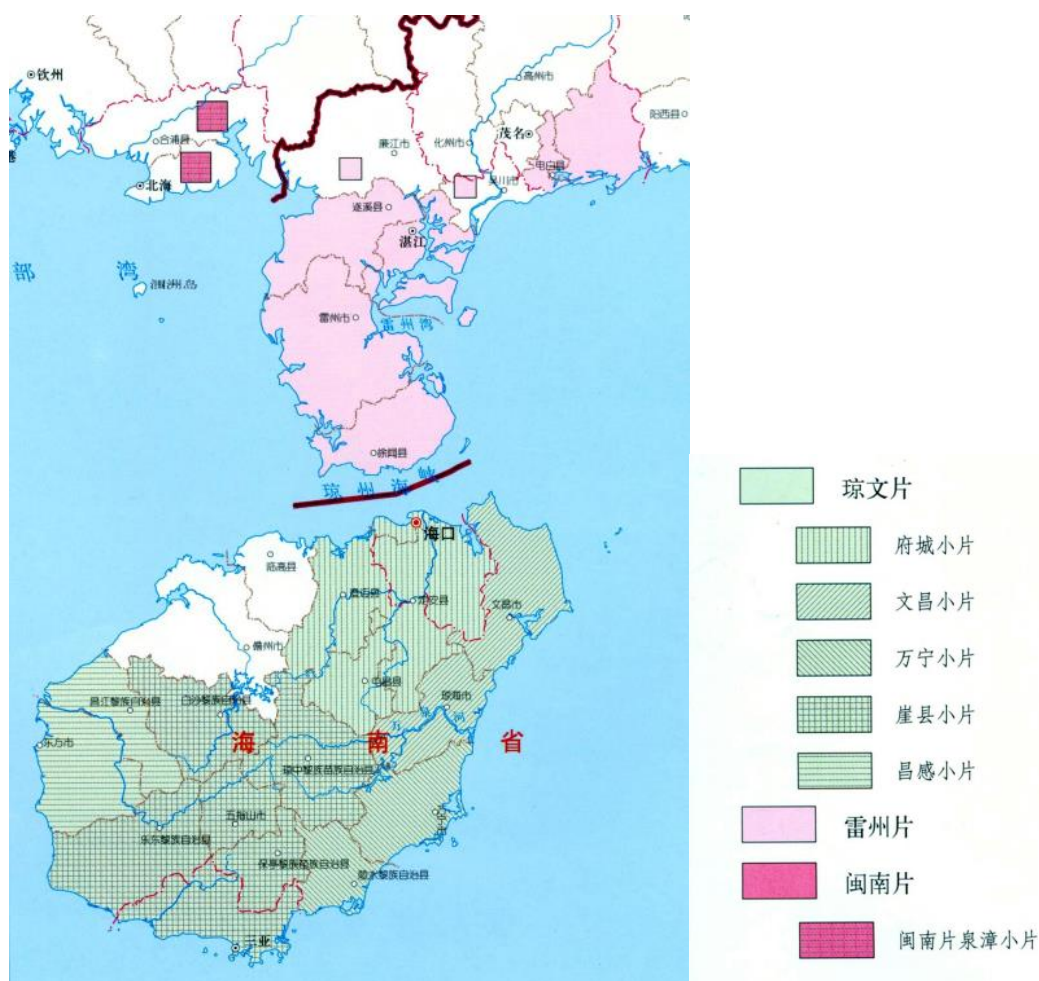 钦州
高州市
阳西县
茂名
化州市
廉江市
合浦县
电白县
吴川市
北海
遂溪县
湛江
部湾
涠洲岛
雷州市
雷州湾
徐闻县
琼州海峡
海口
临高县
澄迈县
定安县
文昌市
儋州市
屯昌县
昌江黎族自治县
白沙黎族自治县
琼海市
万泉河
海南省
东方市
琼中黎族苗族自治县
五指山市
乐东黎族自治县
保亭黎族苗族自治县
陵水黎族自治县
三亚
琼文片
府城小片
文昌小片
万宁小片
崖县小片
昌感小片
雷州片
闽南片
闽南片泉漳小片